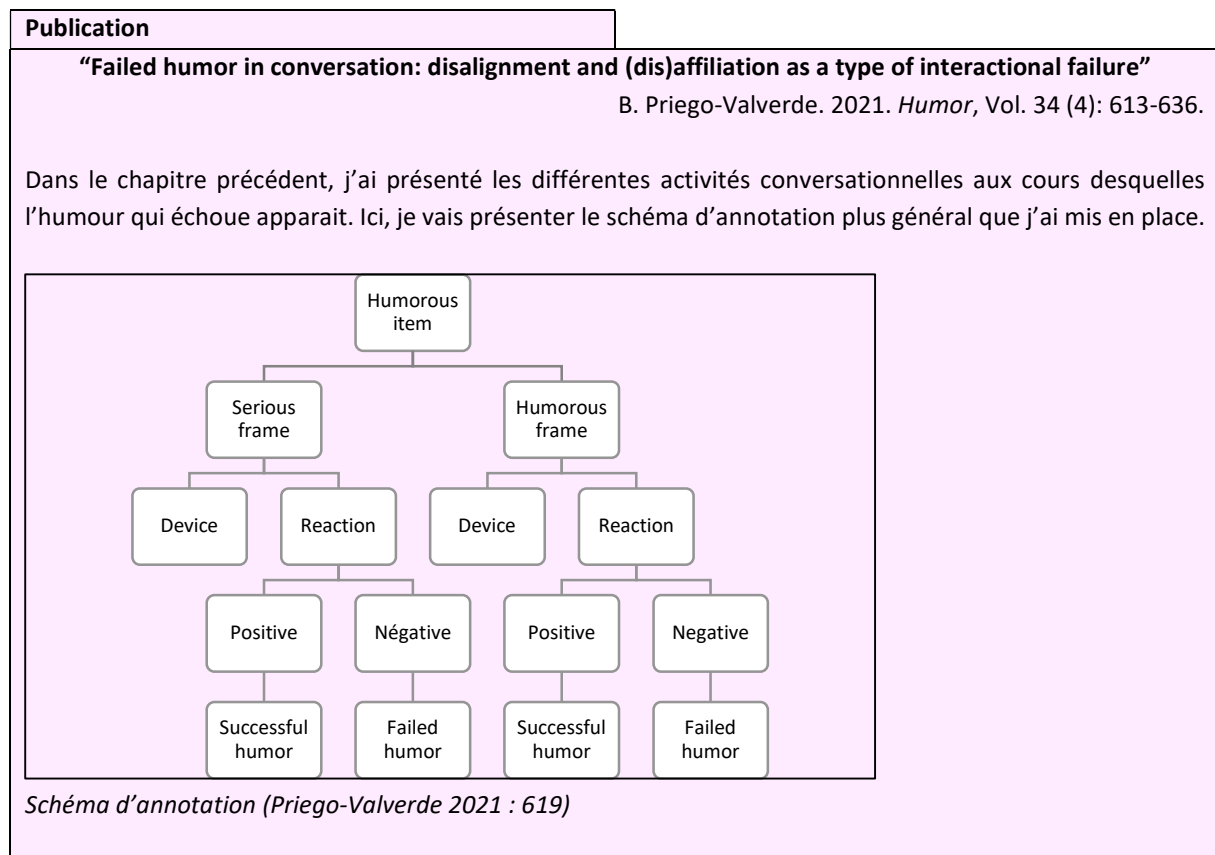 Publication
“Failed humor in conversation: disalignment and (dis)affiliation as a type of interactional failure”
B. Priego-Valverde. 2021. Humor, Vol. 34 (4): 613-636.
Dans le chapitre précédent, j’ai présenté les différentes activités conversationnelles aux cours desquelles
l’humour qui échoue apparait. Ici, je vais présenter le schéma d’annotation plus général que j’ai mis en place.
Humorous
item
Serious
frame
Humorous
frame
Device
Reaction
Device
Reaction
Positive
Négative
Positive
Negative
Successful
humor
Failed
humor
Successful
humor
Failed
humor
Schéma d’annotation (Priego-Valverde 2021 : 619)